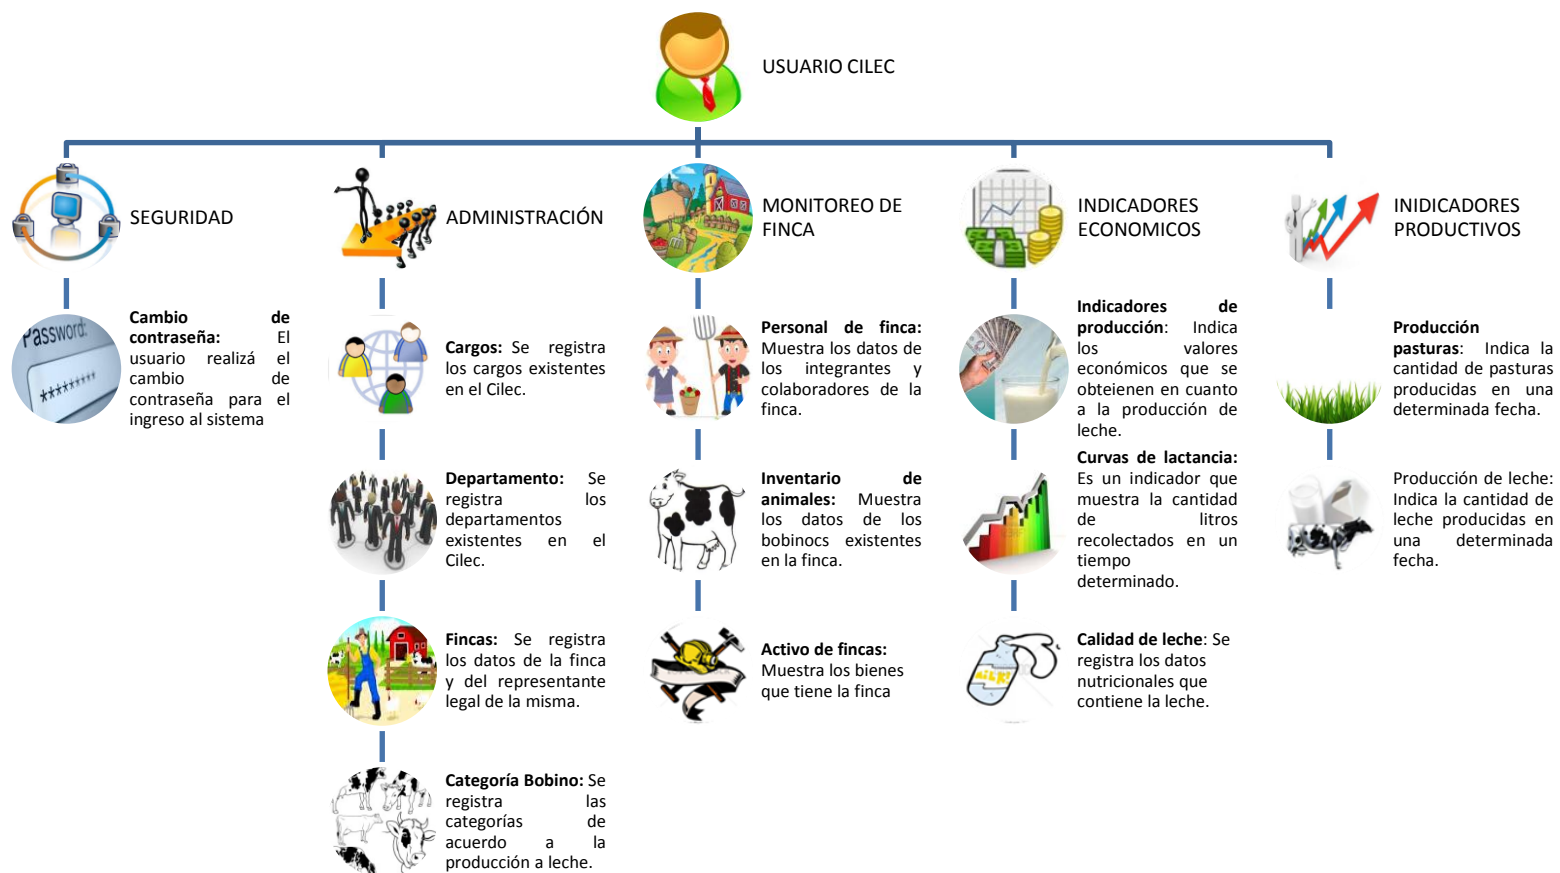 USUARIO CILEC
SEGURIDAD
Password:
*********
Cambio de
contraseña: El
usuario realizá el
cambio de
contraseña para el
ingreso al sistema
ADMINISTRACIÓN
Cargos: Se registra
los cargos existentes
en el Cilec.
Departamento: Se
registra los
departamentos
existentes en el
Cilec.
Fincas: Se registra
los datos de la finca
y del representante
legal de la misma.
Categoría Bobino: Se
registra las
categorías de
acuerdo a la
producción a leche.
MONITOREO DE
FINCA
Personal de finca:
Muestra los datos de
los integrantes y
colaboradores de la
finca.
Inventario de
animales: Muestra
los datos de los
bobinocs existentes
en la finca.
Activo de fincas:
Muestra los bienes
que tiene la finca
INDICADORES
ECONOMICOS
Indicadores de
producción: Indica
los valores
económicos que se
obteienen en cuanto
a la producción de
leche.
Curvas de lactancia:
Es un indicador que
muestra la cantidad
de litros
recolectados en un
tiempo
determinado.
MILK
Calidad de leche: Se
registra los datos
nutricionales que
contiene la leche.
INIDICADORES
PRODUCTIVOS
Producción
pasturas: Indica la
cantidad de pasturas
producidas en una
determinada fecha.
Producción de leche:
Indica la cantidad de
leche producidas en
una determinada
fecha.